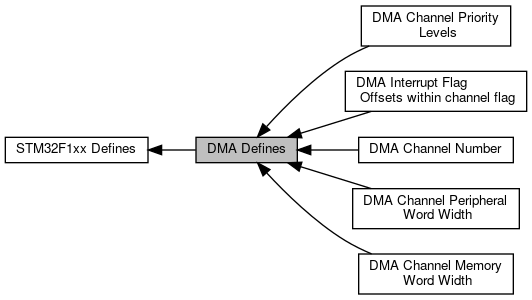 DMA Channel Priority
Levels
DMA Interrupt Flag
Offsets within channel flag
STM32F1xx Defines
DMA Defines
DMA Channel Number
DMA Channel Peripheral
Word Width
DMA Channel Memory
Word Width